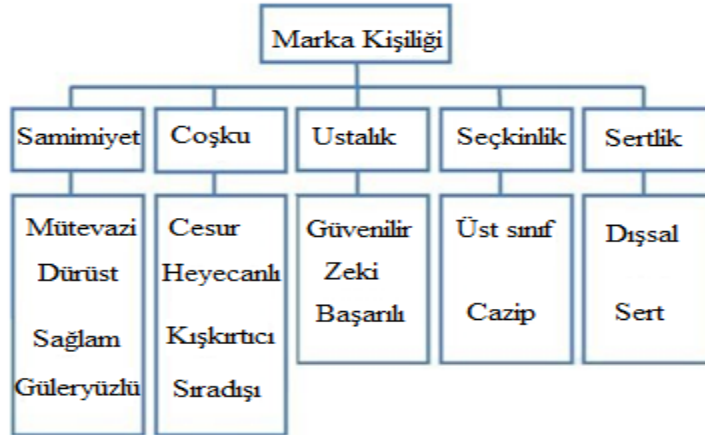 Marka Kişiliği
Samimiyet
Coşku
Ustalık
Seçkinlik
Sertlik
Mütevazi
Dürüst
Sağlam
Güleryüzlü
Cesur
Heyecanlı
Kışkırtıcı
Sıradışı
Güvenilir
Zeki
Başarılı
Üst sınıf
Cazip
Dışsal
Sert